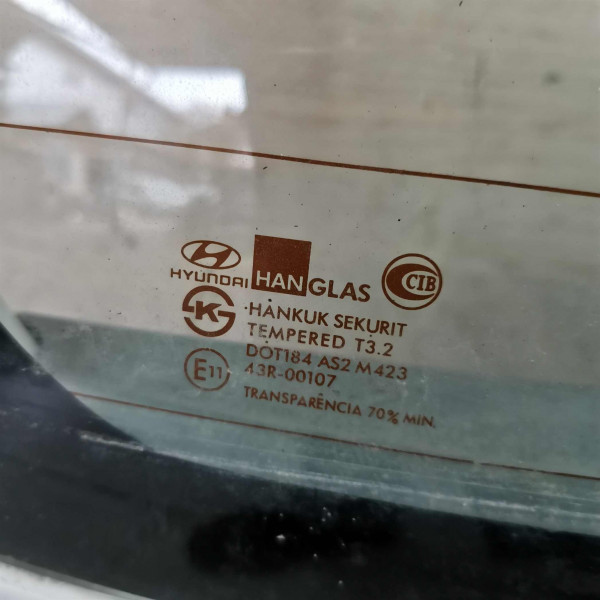 HYUNDAI HANGLAS CIB
K HANKUK SEKURIT
TEMPERED T3.2
DOT184 AS2 M423
E11 43R-00107
TRANSPARÊNCIA 70% MIN.